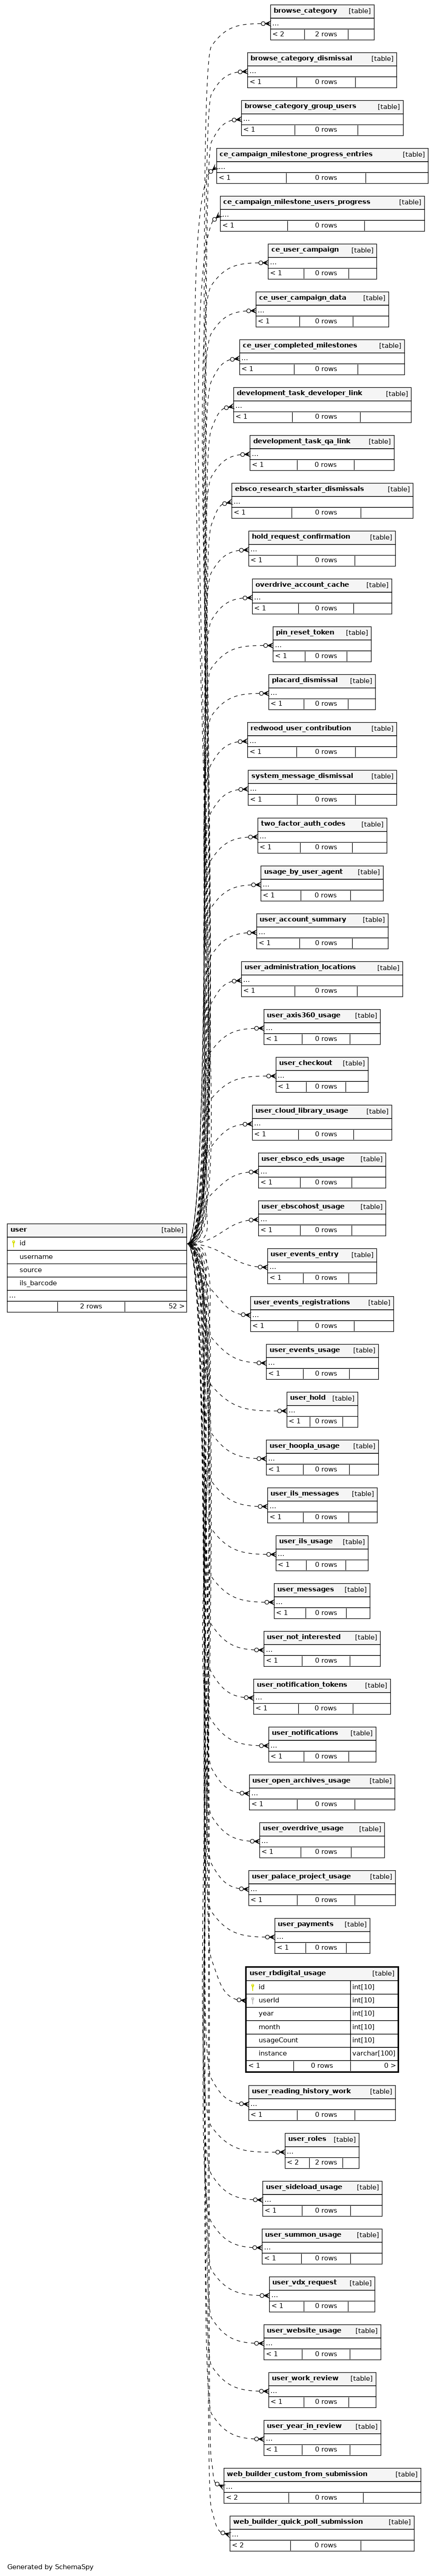 browse_category [table]
...
< 2 2 rows
browse_category_dismissal [table]
...
< 1 0 rows
browse_category_group_users [table]
...
< 1 0 rows
ce_campaign_milestone_progress_entries [table]
...
< 1 0 rows
ce_campaign_milestone_users_progress [table]
...
< 1 0 rows
ce_user_campaign [table]
...
< 1 0 rows
ce_user_campaign_data [table]
...
< 1 0 rows
ce_user_completed_milestones [table]
...
< 1 0 rows
development_task_developer_link [table]
...
< 1 0 rows
development_task_qa_link [table]
...
< 1 0 rows
ebsco_research_starter_dismissals [table]
...
< 1 0 rows
hold_request_confirmation [table]
...
< 1 0 rows
overdrive_account_cache [table]
...
< 1 0 rows
pin_reset_token [table]
...
< 1 0 rows
placard_dismissal [table]
...
< 1 0 rows
redwood_user_contribution [table]
...
< 1 0 rows
system_message_dismissal [table]
...
< 1 0 rows
two_factor_auth_codes [table]
...
< 1 0 rows
usage_by_user_agent [table]
...
< 1 0 rows
user_account_summary [table]
...
< 1 0 rows
user_administration_locations [table]
...
< 1 0 rows
user_axis360_usage [table]
...
< 1 0 rows
user_checkout [table]
...
< 1 0 rows
user_cloud_library_usage [table]
...
< 1 0 rows
user_ebsco_eds_usage [table]
...
< 1 0 rows
user_ebscohost_usage [table]
...
< 1 0 rows
user [table]
id
username
source
ils_barcode
...
2 rows 52 >
user_events_entry [table]
...
< 1 0 rows
user_events_registrations [table]
...
< 1 0 rows
user_events_usage [table]
...
< 1 0 rows
user_hold [table]
...
< 1 0 rows
user_hoopla_usage [table]
...
< 1 0 rows
user_ils_messages [table]
...
< 1 0 rows
user_ils_usage [table]
...
< 1 0 rows
user_messages [table]
...
< 1 0 rows
user_not_interested [table]
...
< 1 0 rows
user_notification_tokens [table]
...
< 1 0 rows
user_notifications [table]
...
< 1 0 rows
user_open_archives_usage [table]
...
< 1 0 rows
user_overdrive_usage [table]
...
< 1 0 rows
user_palace_project_usage [table]
...
< 1 0 rows
user_payments [table]
...
< 1 0 rows
user_rbdigital_usage [table]
id int[10]
userId int[10]
year int[10]
month int[10]
usageCount int[10]
instance varchar[100]
< 1 0 rows 0 >
user_reading_history_work [table]
...
< 1 0 rows
user_roles [table]
...
< 2 2 rows
user_sideload_usage [table]
...
< 1 0 rows
user_summon_usage [table]
...
< 1 0 rows
user_vdx_request [table]
...
< 1 0 rows
user_website_usage [table]
...
< 1 0 rows
user_work_review [table]
...
< 1 0 rows
user_year_in_review [table]
...
< 1 0 rows
web_builder_custom_from_submission [table]
...
< 2 0 rows
web_builder_quick_poll_submission [table]
...
< 2 0 rows
Generated by SchemaSpy